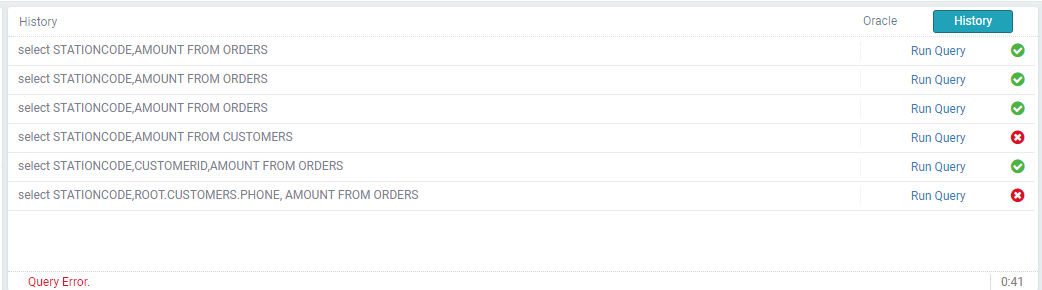 History Oracle History
select STATIONCODE,AMOUNT FROM ORDERS Run Query
select STATIONCODE,AMOUNT FROM ORDERS Run Query
select STATIONCODE,AMOUNT FROM ORDERS Run Query
select STATIONCODE,AMOUNT FROM CUSTOMERS Run Query
select STATIONCODE,CUSTOMERID,AMOUNT FROM ORDERS Run Query
select STATIONCODE,ROOT.CUSTOMERS.PHONE, AMOUNT FROM ORDERS Run Query
Query Error. 0:41